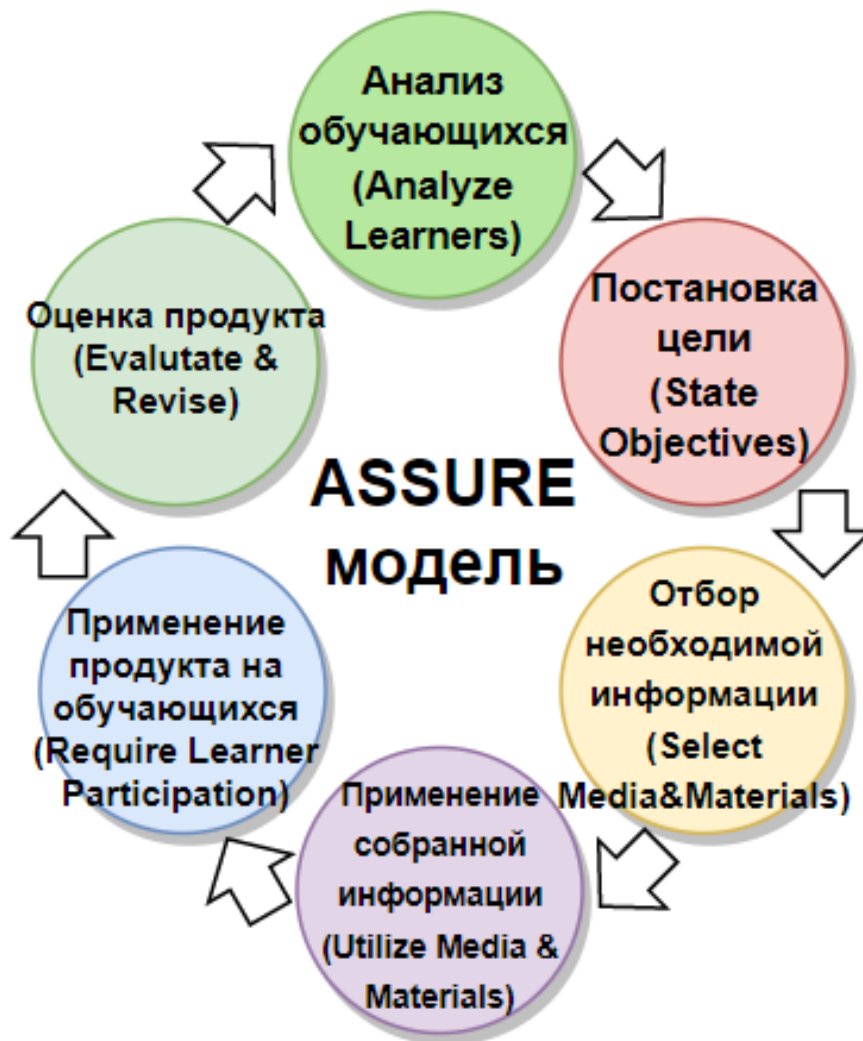 Анализ
обучающихся
(Analyze
Learners)
Постановка
цели
(State
Objectives)
Отбор
необходимой
информации
(Select
Media&Materials)
Применение
собранной
информации
(Utilize Media &
Materials)
Применение
продукта на
обучающихся
(Require Learner
Participation)
Оценка продукта
(Evalutate &
Revise)
ASSURE
модель